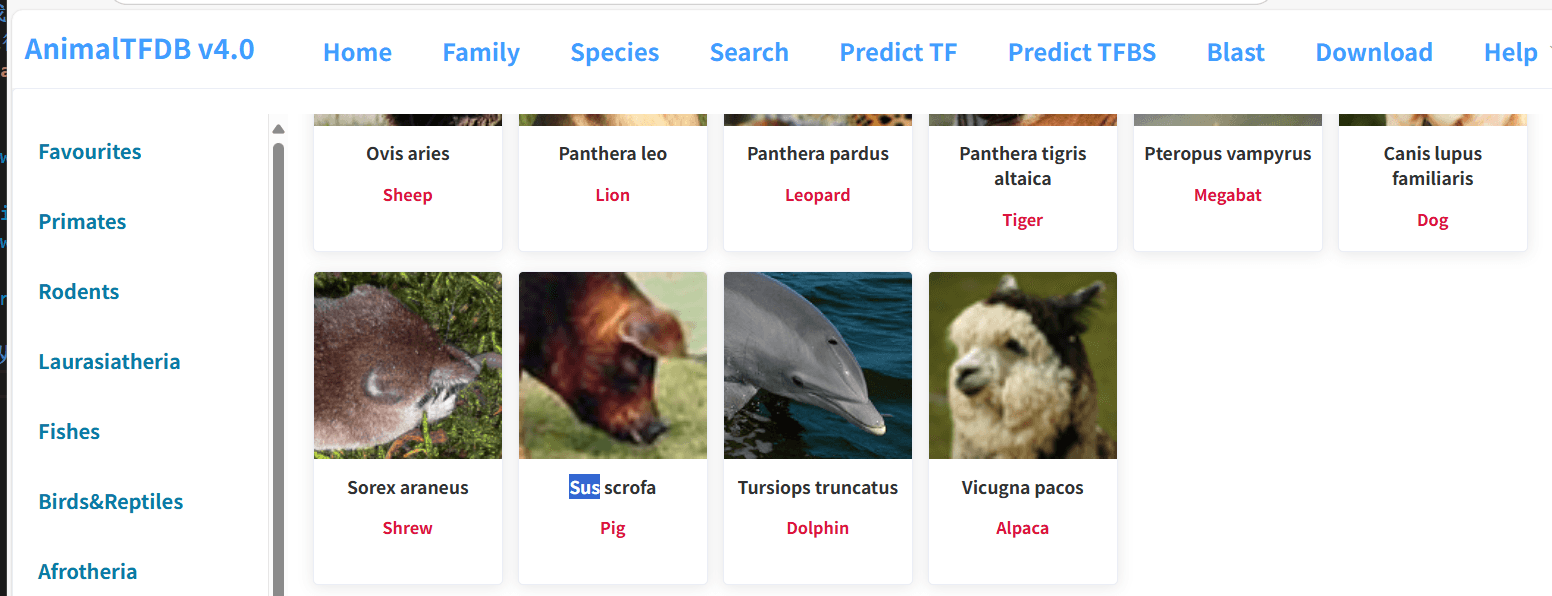 AnimalTFDB v4.0
Home
Family
Species
Search
Predict TF
Predict TFBS
Blast
Download
Help
Favourites
Primates
Rodents
Laurasiatheria
Fishes
Birds&Reptiles
Afrotheria
Ovis aries
Sheep
Panthera leo
Lion
Panthera pardus
Leopard
Panthera tigris
altaica
Tiger
Pteropus vampyrus
Megabat
Canis lupus
familiaris
Dog
Sorex araneus
Shrew
Sus scrofa
Pig
Tursiops truncatus
Dolphin
Vicugna pacos
Alpaca